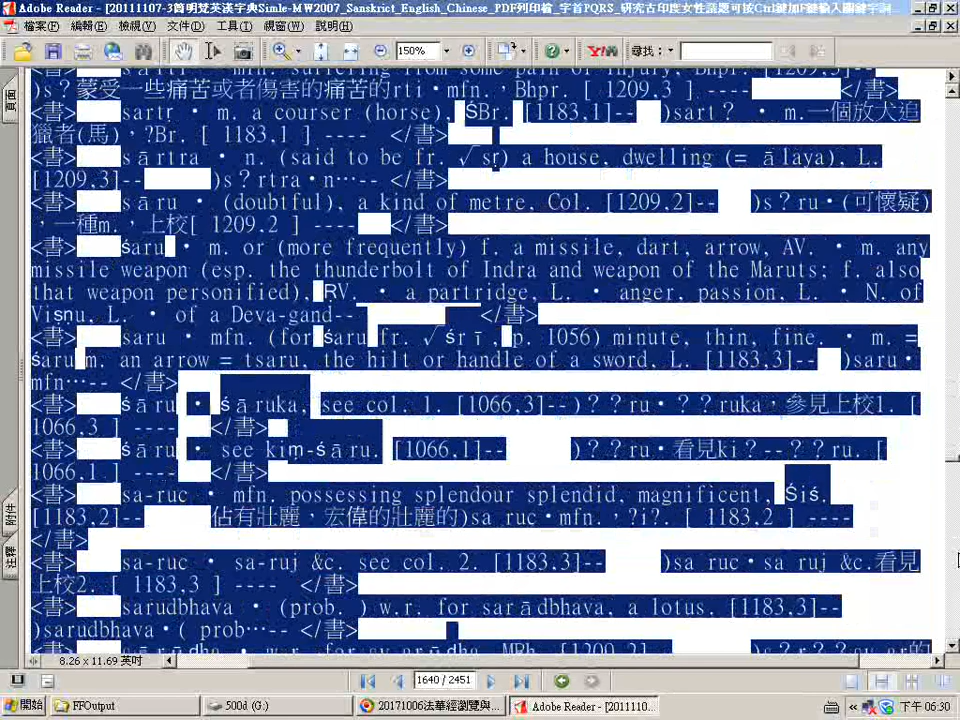 Adobe Reader - [20111107-3簡明梵英漢字典Simle-MW2007_Sanskrict_English_Chinese_PDF列印檔_字首PQRS_研究古印度女性議題可按Ctrl鍵加F鍵輸入關鍵字詞
檔案(F) 編輯(E) 檢視(V) 文件(D) 工具(T) 視窗(W) 說明(H)
150% 尋找：
頁面
附件
注釋
)s？蒙受一些痛苦或者傷害的痛苦的rti‧mfn.，Bhpr. [ 1209,3 ] ---- </書>
<書> sartr ‧ m. a courser (horse), ŚBr. [1183,1]-- )sart？ ‧ m.一個放犬追
獵者(馬)，?Br. [ 1183,1 ] ---- </書>
<書> sārtra ‧ n. (said to be fr. √sṛ) a house, dwelling (= ālaya), L.
[1209,3]-- )s？rtra‧n…-- </書>
<書> sāru ‧ (doubtful), a kind of metre, Col. [1209,2]-- )s？ru‧(可懷疑)
，一種m.，上校[ 1209,2 ] ---- </書>
<書> śaru ‧ m. or (more frequently) f. a missile, dart, arrow, AV. ‧ m. any
missile weapon (esp. the thunderbolt of Indra and weapon of the Maruts; f. also
that weapon personified), ṚV. ‧ a partridge, L. ‧ anger, passion, L. ‧ N. of
Viṣṇu, L. ‧ of a Deva-gand-- </書>
<書> saru ‧ mfn. (for śaru fr. √śrī, p. 1056) minute, thin, fine. ‧ m. =
śaru m. an arrow = tsaru, the hilt or handle of a sword, L. [1183,3]-- )saru‧
mfn…-- </書>
<書> śāru ‧ śāruka, see col. 1. [1066,3]--)？？ru‧？？ruka，參見上校1. [
1066,3 ] ---- </書>
<書> śāru ‧ see kiṃ-śāru. [1066,1]-- )？？ru‧看見ki？--？？ru. [
1066,1 ] ---- </書>
<書> sa-ruc ‧ mfn. possessing splendour splendid, magnificent, Śiś.
[1183,2]-- 佔有壯麗，宏偉的壯麗的)sa ruc‧mfn.，?i?. [ 1183,2 ] ----
</書>
<書> sa-ruc ‧ sa-ruj &c. see col. 2. [1183,3]-- )sa ruc‧sa ruj &c.看見
上校2. [ 1183,3 ] ---- </書>
<書> sarudbhava ‧ (prob. ) w.r. for sarādbhava, a lotus. [1183,3]--
)sarudbhava‧( prob…-- </書>
8.26 x 11.69 英吋
1640 / 2451
開始 FFOutput 500d (G:) 20171006法華經瀏覽與... Adobe Reader - [2011110... 下午 06:30